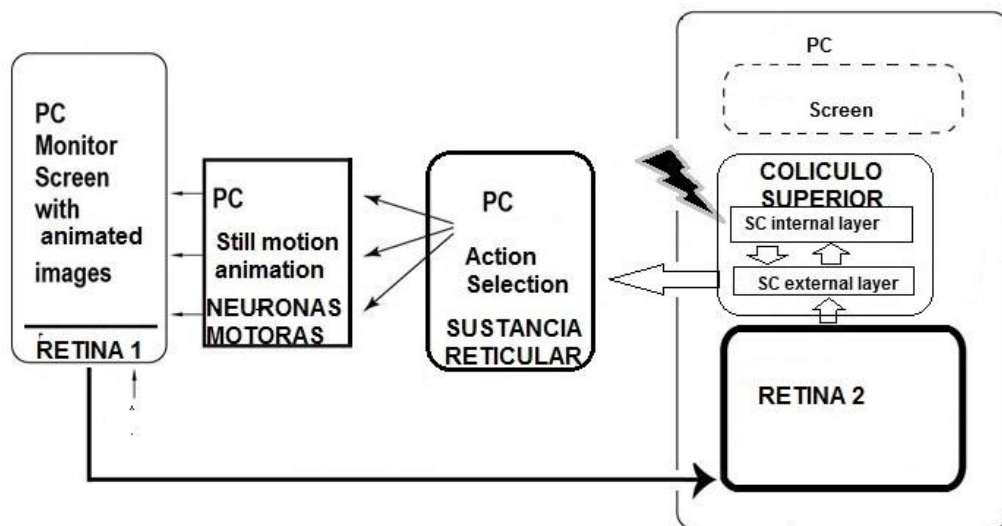 PC
Monitor
Screen
with
animated
images
RETINA 1
PC
Still motion
animation
NEURONAS
MOTORAS
PC
Action
Selection
SUSTANCIA
RETICULAR
PC
Screen
COLICULO
SUPERIOR
SC internal layer
SC external layer
RETINA 2